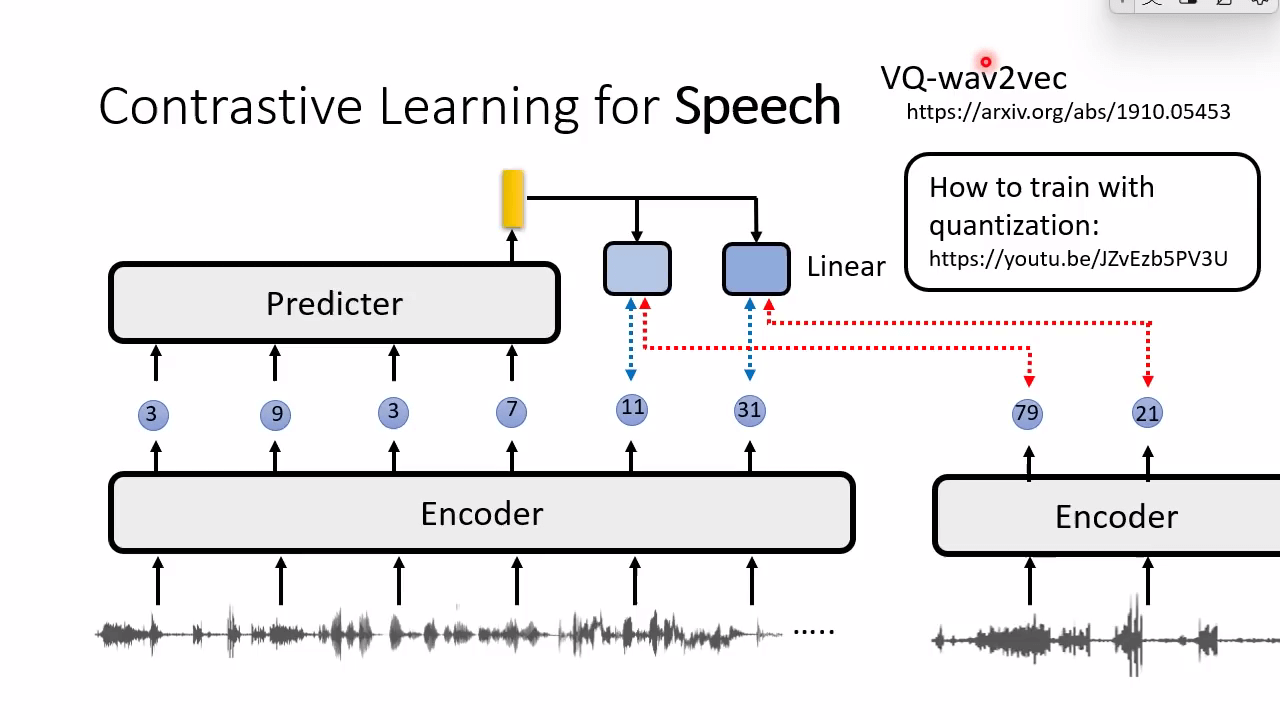 Contrastive Learning for Speech
VQ-wav2vec
https://arxiv.org/abs/1910.05453
How to train with
quantization:
https://youtu.be/JZvEzb5PV3U
Linear
Predicter
3 9 3 7 11 31 79 21
Encoder
Encoder
.....